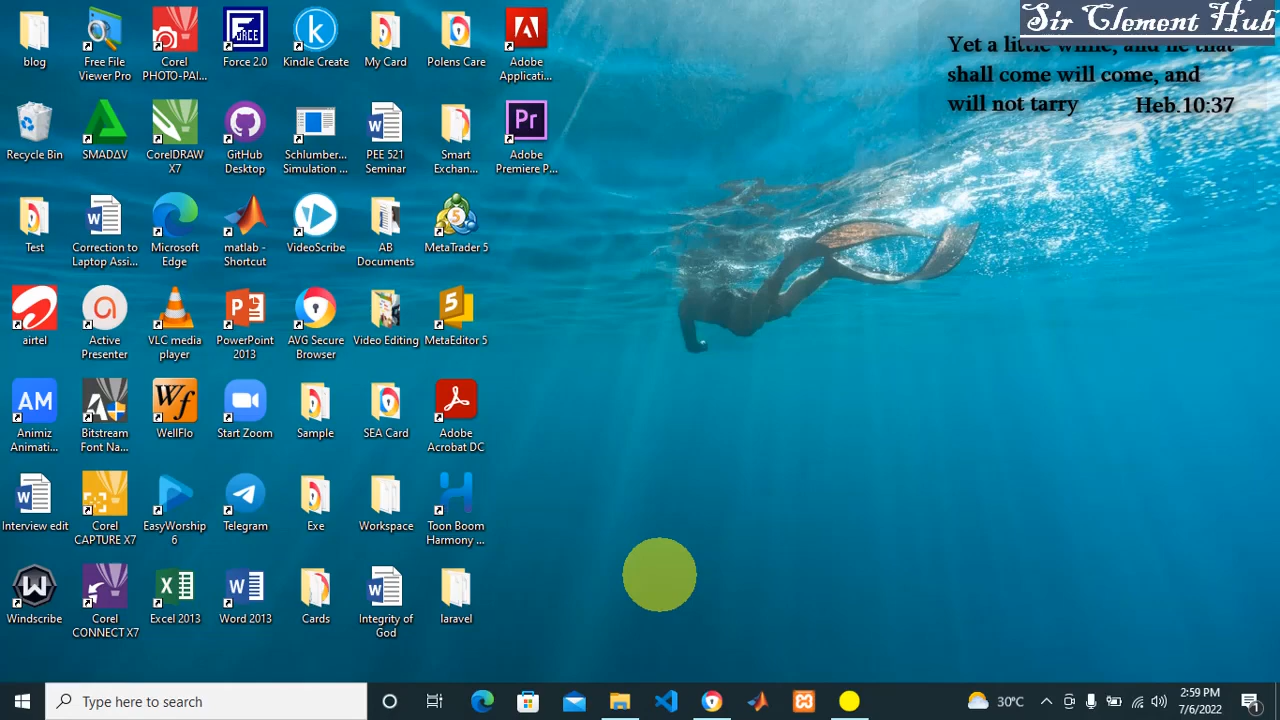 Sir Clement Hub
Yet a little while, and he that
shall come will come, and
will not tarry Heb.10:37
blog
Free File
Viewer Pro
Corel
PHOTO-PAI...
Force 2.0
Kindle Create
My Card
Polens Care
Adobe
Applicati...
Recycle Bin
SMADΔV
CorelDRAW
X7
GitHub
Desktop
Schlumber...
Simulation ...
PEE 521
Seminar
Smart
Exchan...
Adobe
Premiere P...
Test
Correction to
Laptop Assi...
Microsoft
Edge
matlab -
Shortcut
VideoScribe
AB
Documents
MetaTrader 5
airtel
Active
Presenter
VLC media
player
PowerPoint
2013
AVG Secure
Browser
Video Editing
MetaEditor 5
Animiz
Animati...
Bitstream
Font Na...
WellFlo
Start Zoom
Sample
SEA Card
Adobe
Acrobat DC
Interview edit
Corel
CAPTURE X7
EasyWorship
6
Telegram
Exe
Workspace
Toon Boom
Harmony ...
Windscribe
Corel
CONNECT X7
Excel 2013
Word 2013
Cards
Integrity of
God
laravel
Type here to search
30°C
2:59 PM
7/6/2022